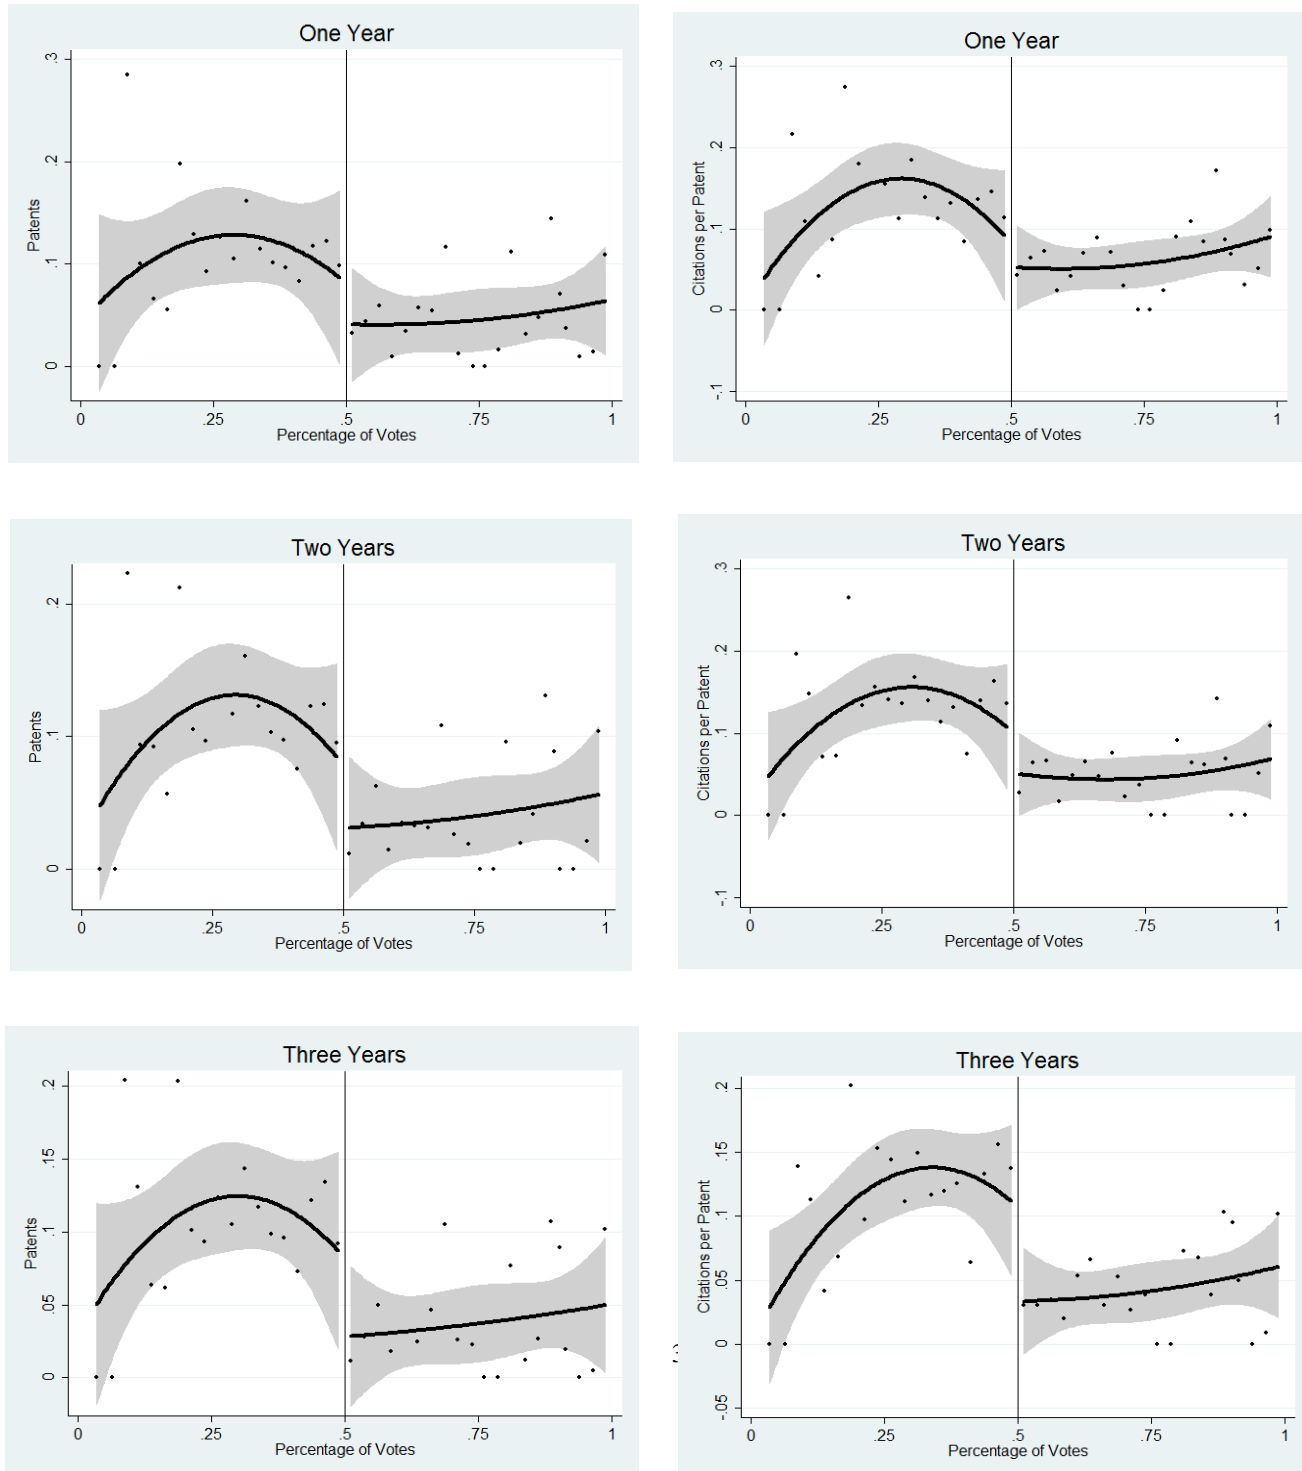 One Year
Patents
.3
.2
.1
0
0 .25 .5 .75 1
Percentage of Votes
One Year
Citations per Patent
.3
.2
.1
0
-.1
0 .25 .5 .75 1
Percentage of Votes
Two Years
Patents
.2
.1
0
0 .25 .5 .75 1
Percentage of Votes
Two Years
Citations per Patent
.3
.2
.1
0
-.1
0 .25 .5 .75 1
Percentage of Votes
Three Years
Patents
.2
.15
.1
.05
0
0 .25 .5 .75 1
Percentage of Votes
Three Years
Citations per Patent
.2
.15
.1
.05
0
-.05
0 .25 .5 .75 1
Percentage of Votes